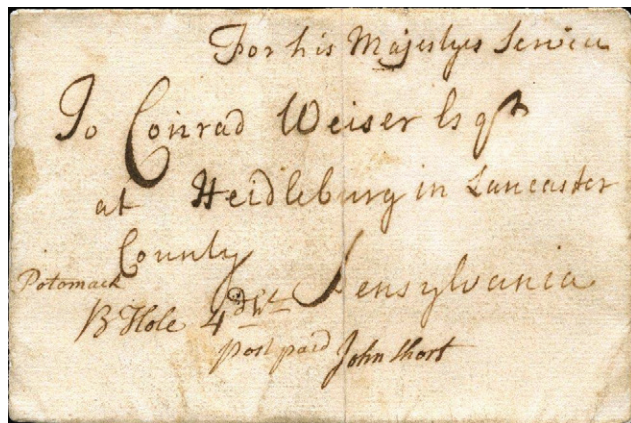 For his Majestys Service
To Conrad Weiser Esqr
at Heidleburg in Lancaster
County Pensylvania
Potomack
B Hole 4 dwt
post paid John Short